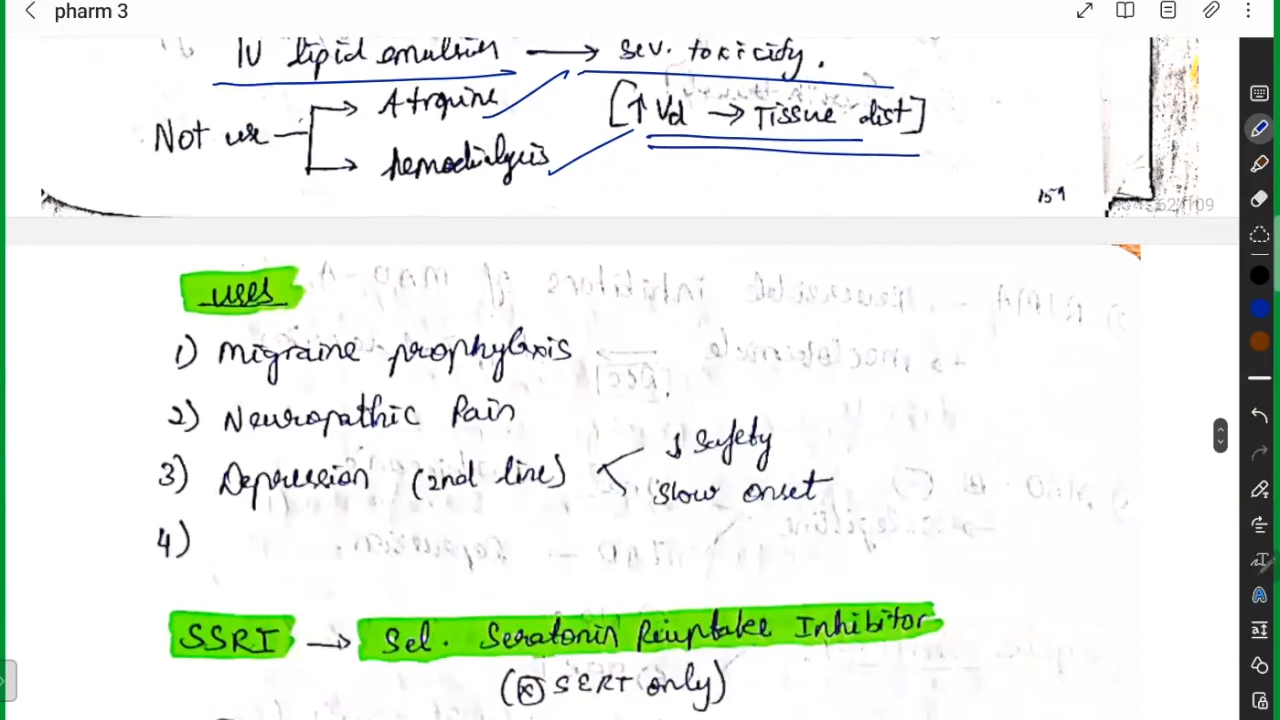 pharm 3
IV lipid emulsion → sev. toxicity.
Not use → Atropine [↑ Vd → Tissue dist]
→ hemodialysis
159
uses
1) Migraine prophylaxis
2) Neuropathic Pain
3) Depression (2nd line) ↓ safety
slow onset
4)
SSRI → Sel. Seratonin Reuptake Inhibitor
(⊗ SERT only)